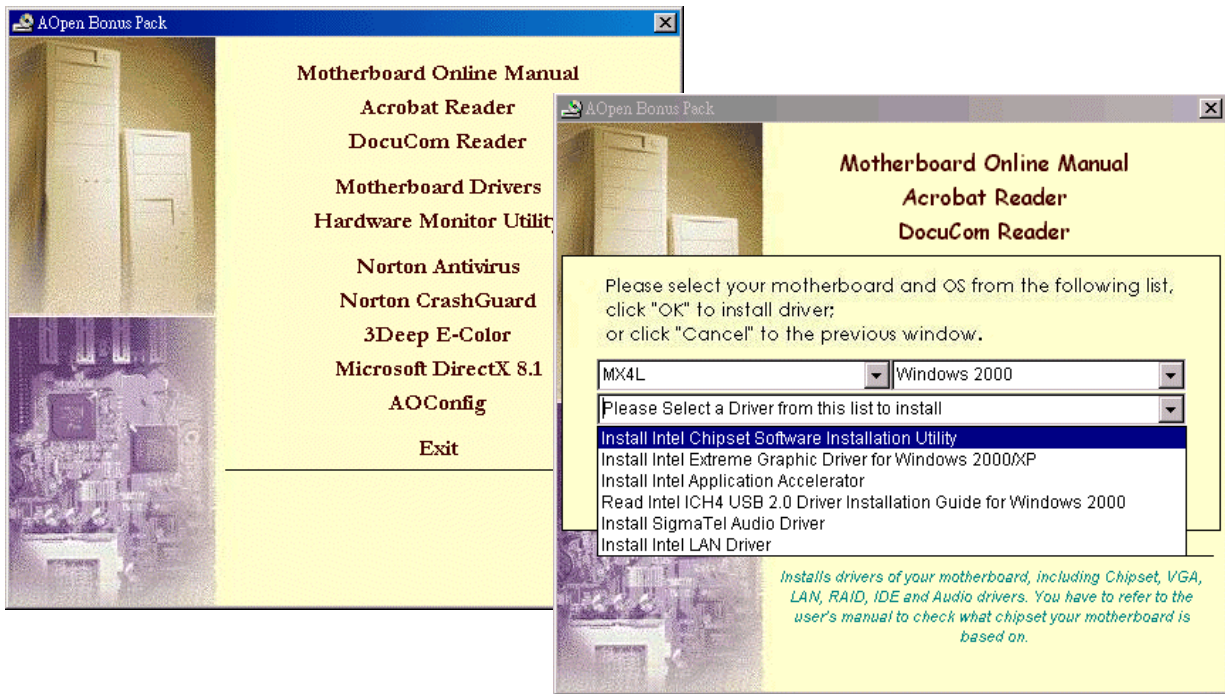 AOpen Bonus Pack
Motherboard Online Manual
Acrobat Reader
DocuCom Reader
Motherboard Drivers
Hardware Monitor Utility
Norton Antivirus
Norton CrashGuard
3Deep E-Color
Microsoft DirectX 8.1
AOConfig
Exit
AOpen Bonus Pack
Motherboard Online Manual
Acrobat Reader
DocuCom Reader
Please select your motherboard and OS from the following list,
click "OK" to install driver;
or click "Cancel" to the previous window.
MX4L
Windows 2000
Please Select a Driver from this list to install
Install Intel Chipset Software Installation Utility
Install Intel Extreme Graphic Driver for Windows 2000/XP
Install Intel Application Accelerator
Read Intel ICH4 USB 2.0 Driver Installation Guide for Windows 2000
Install SigmaTel Audio Driver
Install Intel LAN Driver
Installs drivers of your motherboard, including Chipset, VGA,
LAN, RAID, IDE and Audio drivers. You have to refer to the
user's manual to check what chipset your motherboard is
based on.